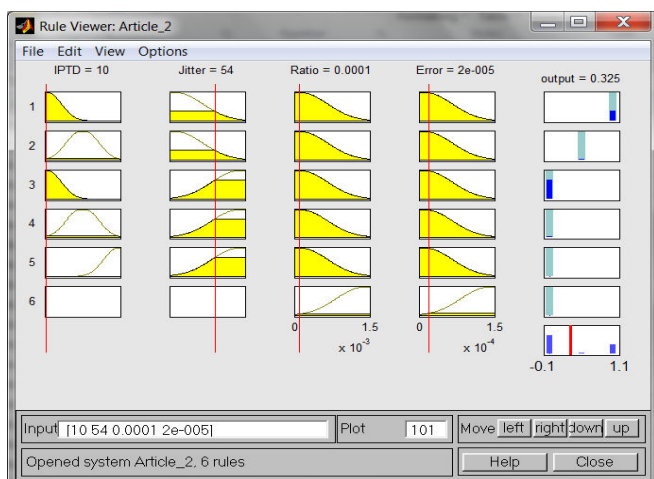 Rule Viewer: Article_2
File Edit View Options
IPTD = 10 Jitter = 54 Ratio = 0.0001 Error = 2e-005 output = 0.325
1
2
3
4
5
6
0 1.5 0 1.5
x 10-3 x 10-4
-0.1 1.1
Input [10 54 0.0001 2e-005] Plot 101 Move left right down up
Opened system Article_2, 6 rules Help Close